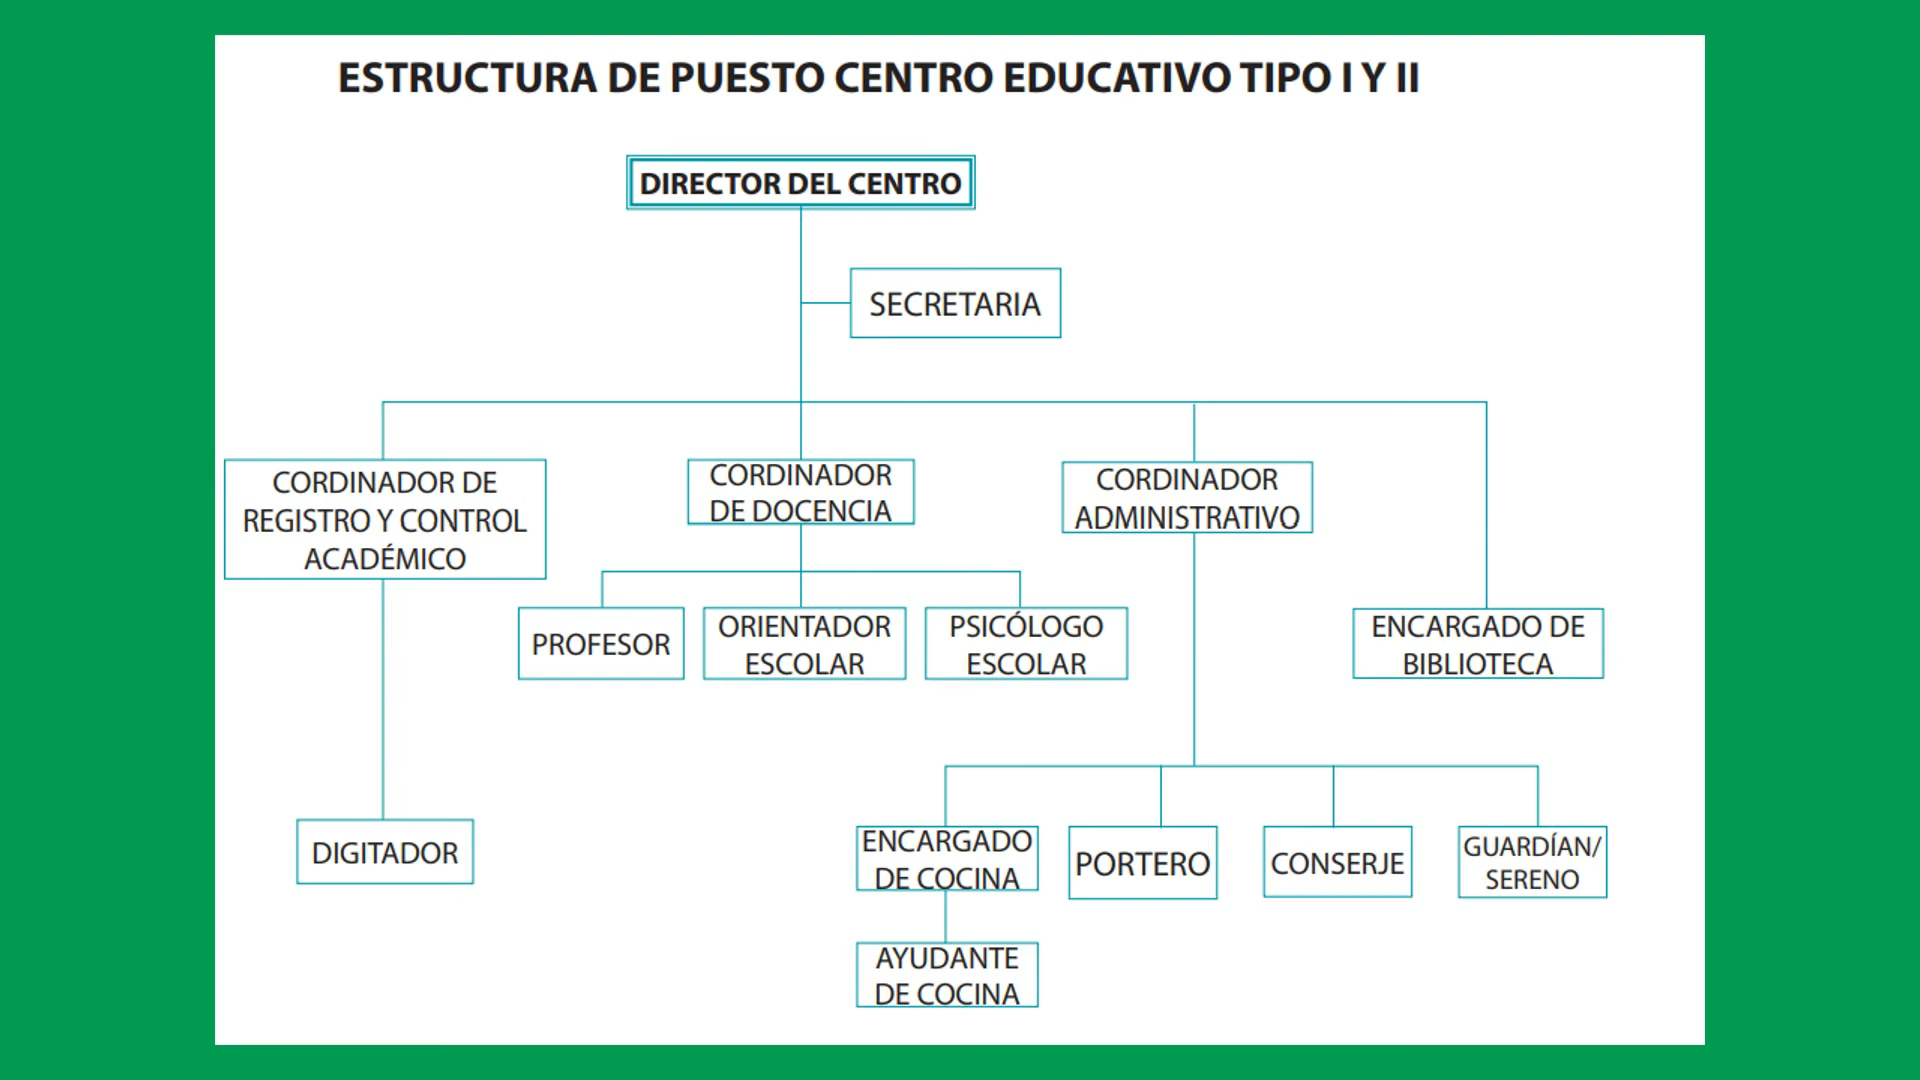 ESTRUCTURA DE PUESTO CENTRO EDUCATIVO TIPO I Y II
DIRECTOR DEL CENTRO
SECRETARIA
CORDINADOR DE
REGISTRO Y CONTROL
ACADÉMICO
CORDINADOR
DE DOCENCIA
CORDINADOR
ADMINISTRATIVO
PROFESOR
ORIENTADOR
ESCOLAR
PSICÓLOGO
ESCOLAR
ENCARGADO DE
BIBLIOTECA
DIGITADOR
ENCARGADO
DE COCINA
PORTERO
CONSERJE
GUARDÍAN/
SERENO
AYUDANTE
DE COCINA